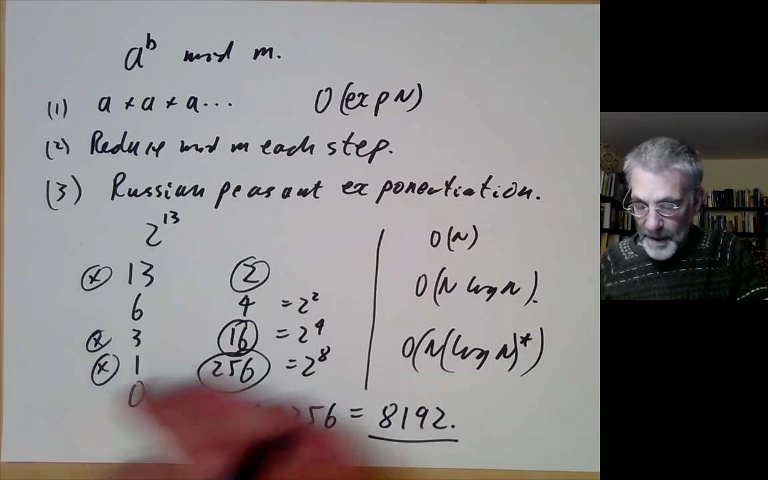 a^b mod m.
(1) a * a * a... O(exp N)
(2) Reduce mod m each step.
(3) Russian peasant exponentiation.
2^13
O(N)
x 13 2
O(N log N).
6 4 = 2^2
x 3 16 = 2^4
O(N(log N)^*)
x 1 256 = 2^8
0
256 = 8192.